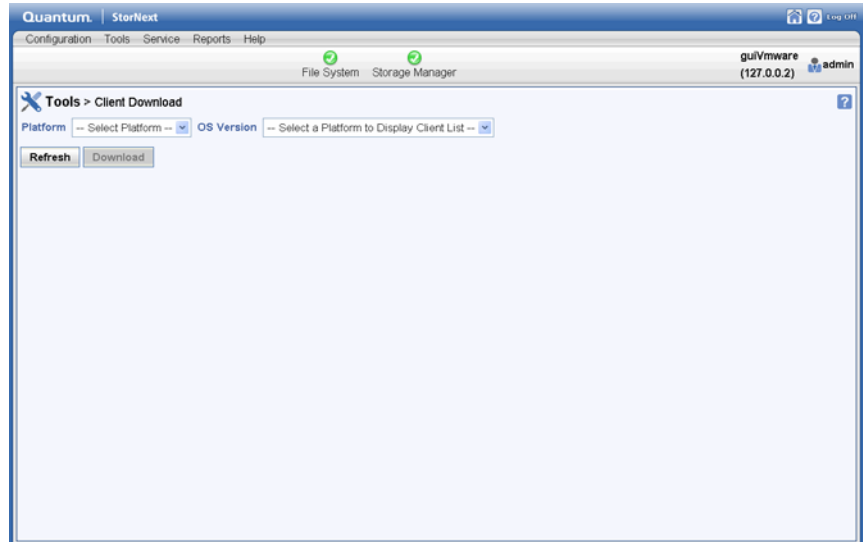 Quantum. StorNext Log Off
Configuration Tools Service Reports Help
File System Storage Manager
guiVmware
(127.0.0.2)
admin
Tools > Client Download
Platform -- Select Platform -- OS Version -- Select a Platform to Display Client List --
Refresh Download